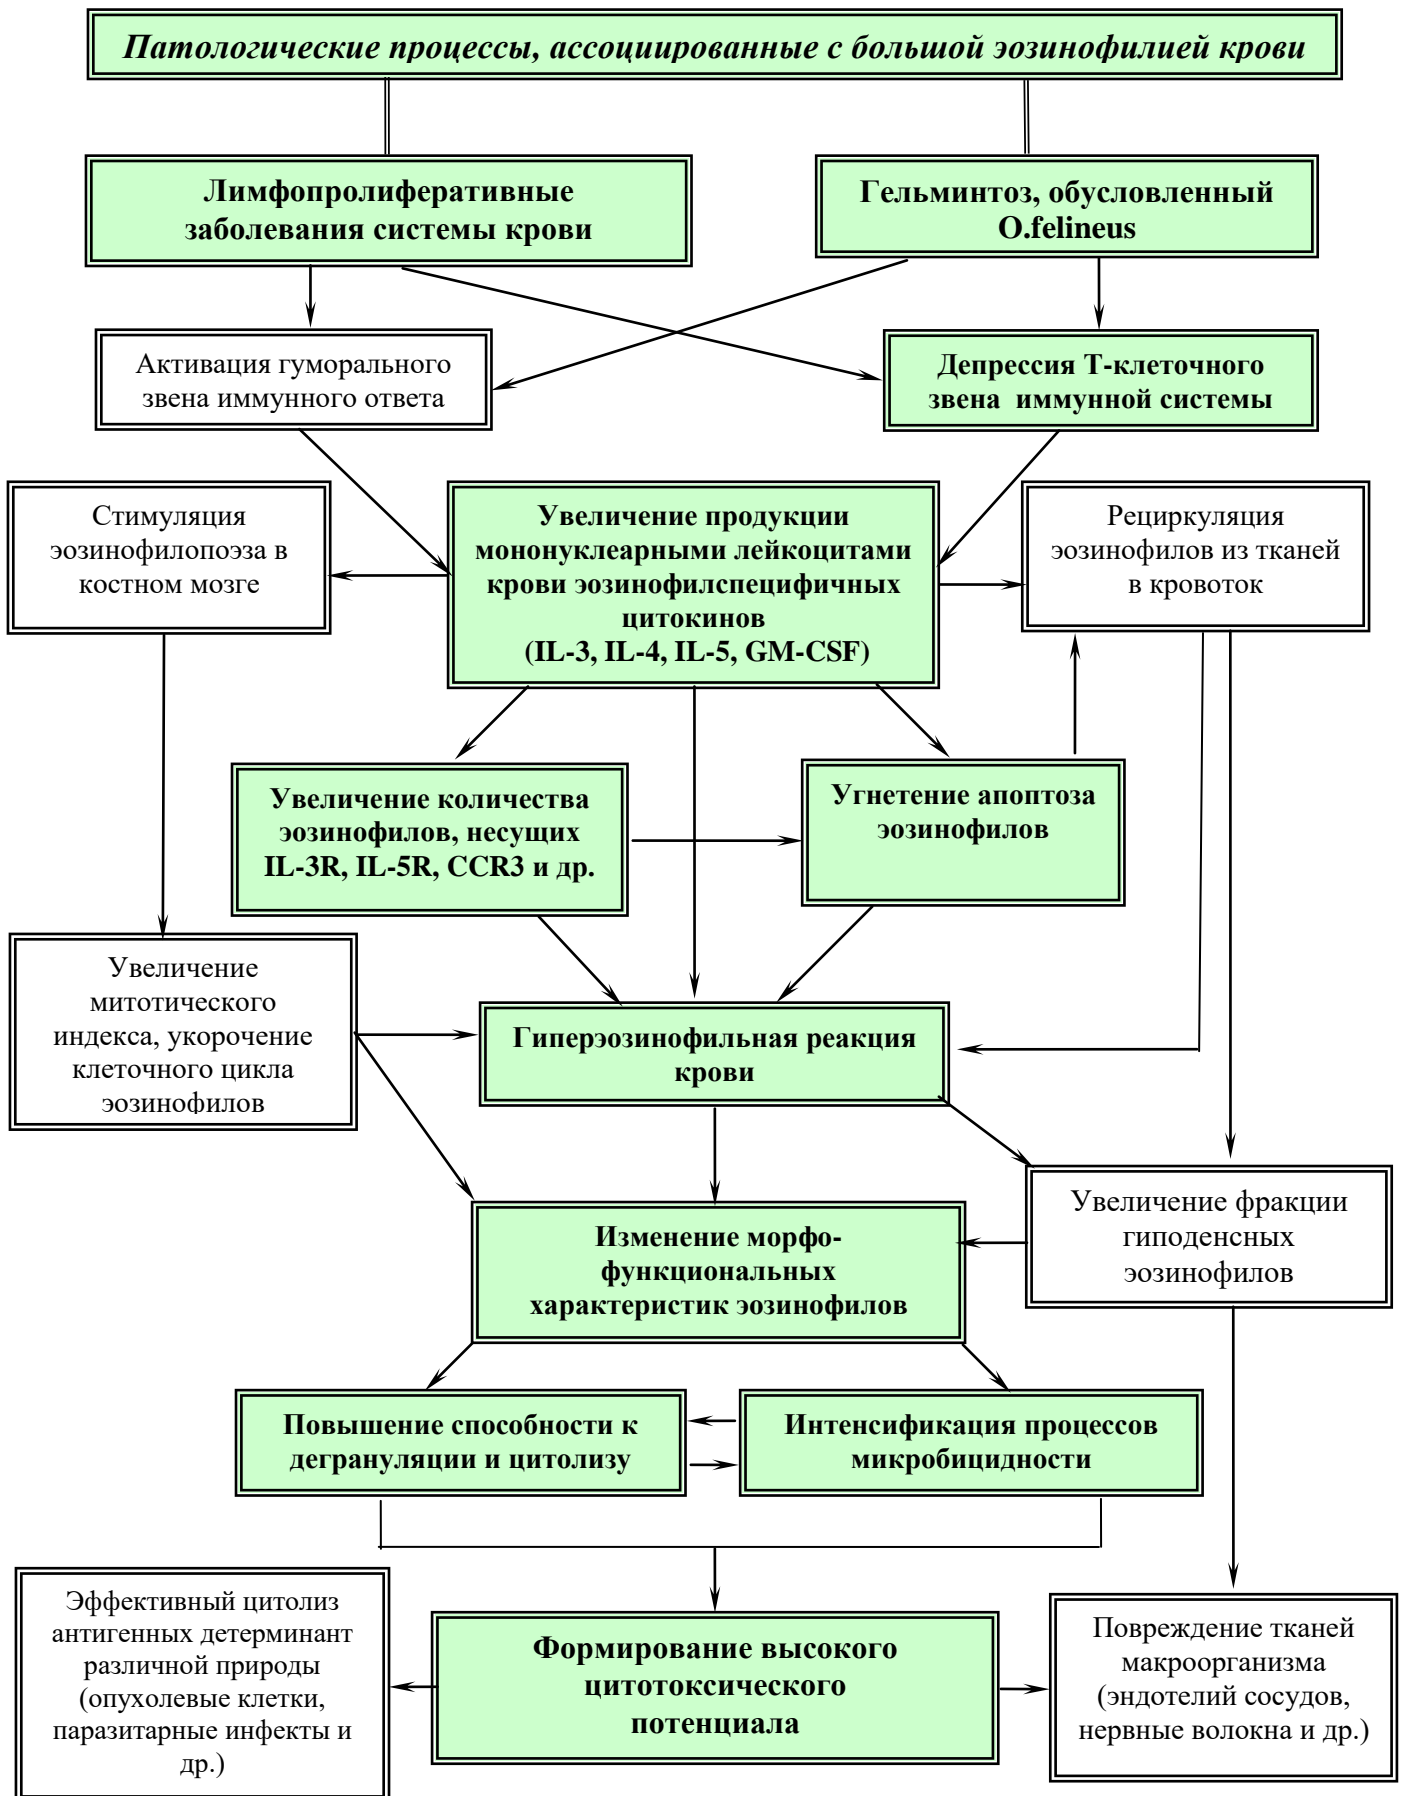 Патологические процессы, ассоциированные с большой эозинофилией крови
Лимфопролиферативные
заболевания системы крови
Гельминтоз, обусловленный
O.felineus
Активация гуморального
звена иммунного ответа
Депрессия Т-клеточного
звена иммунной системы
Стимуляция
эозинофилопоэза в
костном мозге
Увеличение продукции
мононуклеарными лейкоцитами
крови эозинофилспецифичных
цитокинов
(IL-3, IL-4, IL-5, GM-CSF)
Рециркуляция
эозинофилов из тканей
в кровоток
Увеличение количества
эозинофилов, несущих
IL-3R, IL-5R, CCR3 и др.
Угнетение апоптоза
эозинофилов
Увеличение
митотического
индекса, укорочение
клеточного цикла
эозинофилов
Гиперэозинофильная реакция
крови
Изменение морфо-
функциональных
характеристик эозинофилов
Увеличение фракции
гиподенсных
эозинофилов
Повышение способности к
дегрануляции и цитолизу
Интенсификация процессов
микробицидности
Эффективный цитолиз
антигенных детерминант
различной природы
(опухолевые клетки,
паразитарные инфекты и
др.)
Формирование высокого
цитотоксического
потенциала
Повреждение тканей
макроорганизма
(эндотелий сосудов,
нервные волокна и др.)